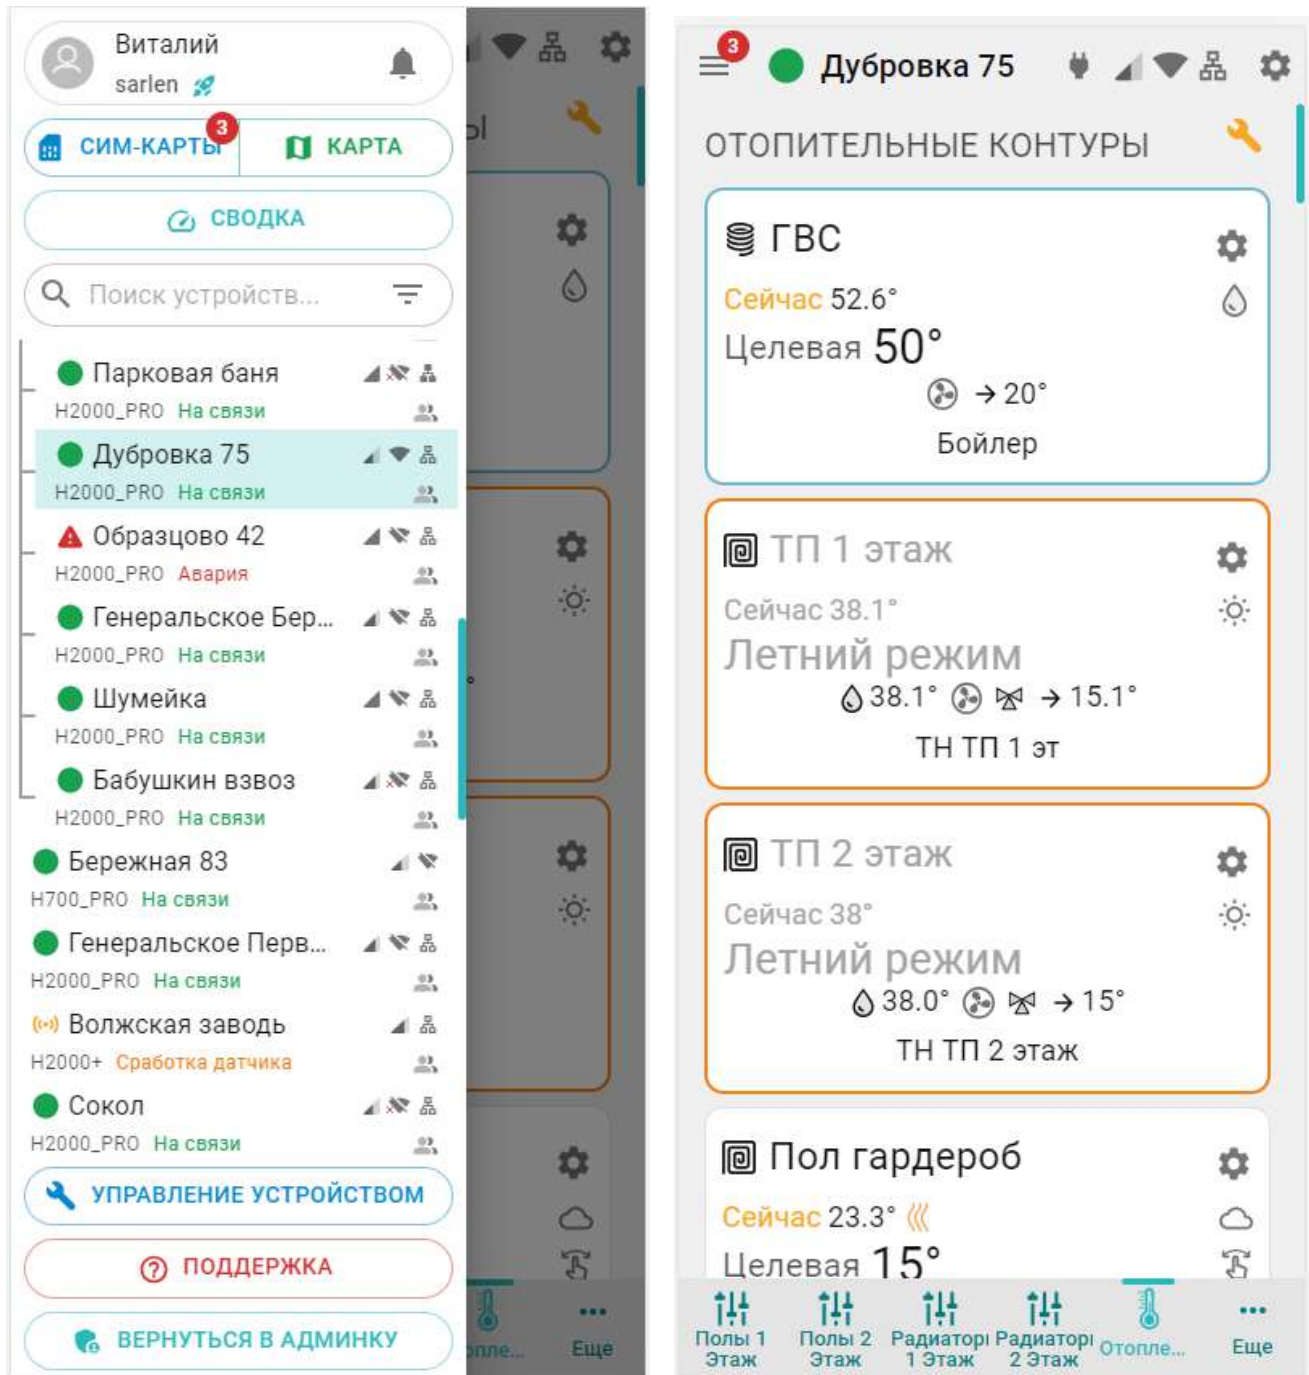 Виталий
sarlen
СИМ-КАРТЫ
3
КАРТА
СВОДКА
Поиск устройств...
Парковая баня
H2000_PRO На связи
Дубровка 75
H2000_PRO На связи
Образцово 42
H2000_PRO Авария
Генеральское Бер...
H2000_PRO На связи
Шумейка
H2000_PRO На связи
Бабушкин взвоз
H2000_PRO На связи
Бережная 83
H700_PRO На связи
Генеральское Перв...
H2000_PRO На связи
Волжская заводь
H2000+ Сработка датчика
Сокол
H2000_PRO На связи
УПРАВЛЕНИЕ УСТРОЙСТВОМ
ПОДДЕРЖКА
ВЕРНУТЬСЯ В АДМИНКУ
Ы
°
опле...
Еще
3
Дубровка 75
ОТОПИТЕЛЬНЫЕ КОНТУРЫ
ГВС
Сейчас 52.6°
Целевая 50°
→ 20°
Бойлер
ТП 1 этаж
Сейчас 38.1°
Летний режим
38.1° → 15.1°
ТН ТП 1 эт
ТП 2 этаж
Сейчас 38°
Летний режим
38.0° → 15°
ТН ТП 2 этаж
Пол гардероб
Сейчас 23.3°
Целевая 15°
Полы 1
Этаж
Полы 2
Этаж
Радиаторы
1 Этаж
Радиаторы
2 Этаж
Отопле...
Еще